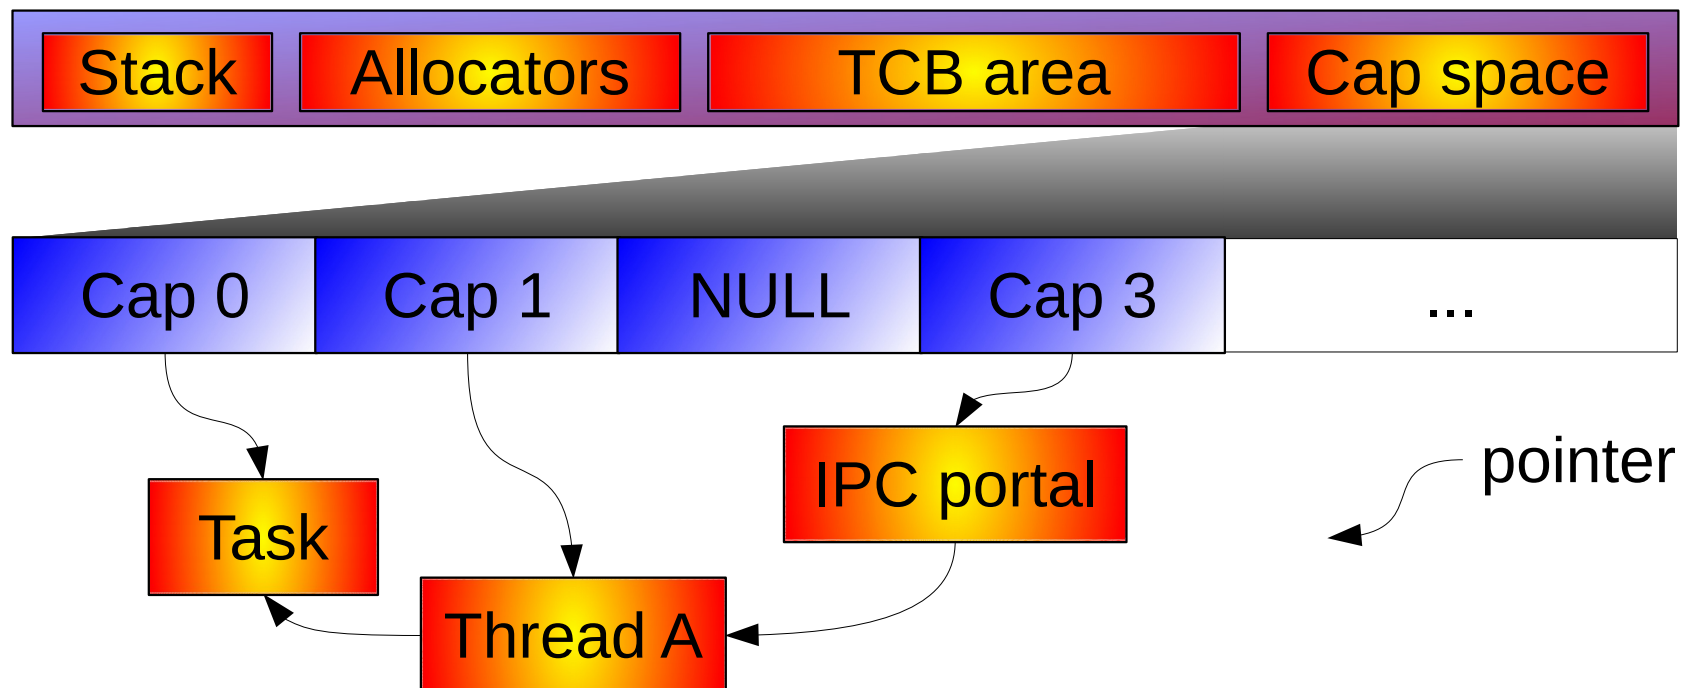 Stack
Allocators
TCB area
Cap space
Cap 0
Cap 1
NULL
Cap 3
...
pointer
IPC portal
Task
Thread A